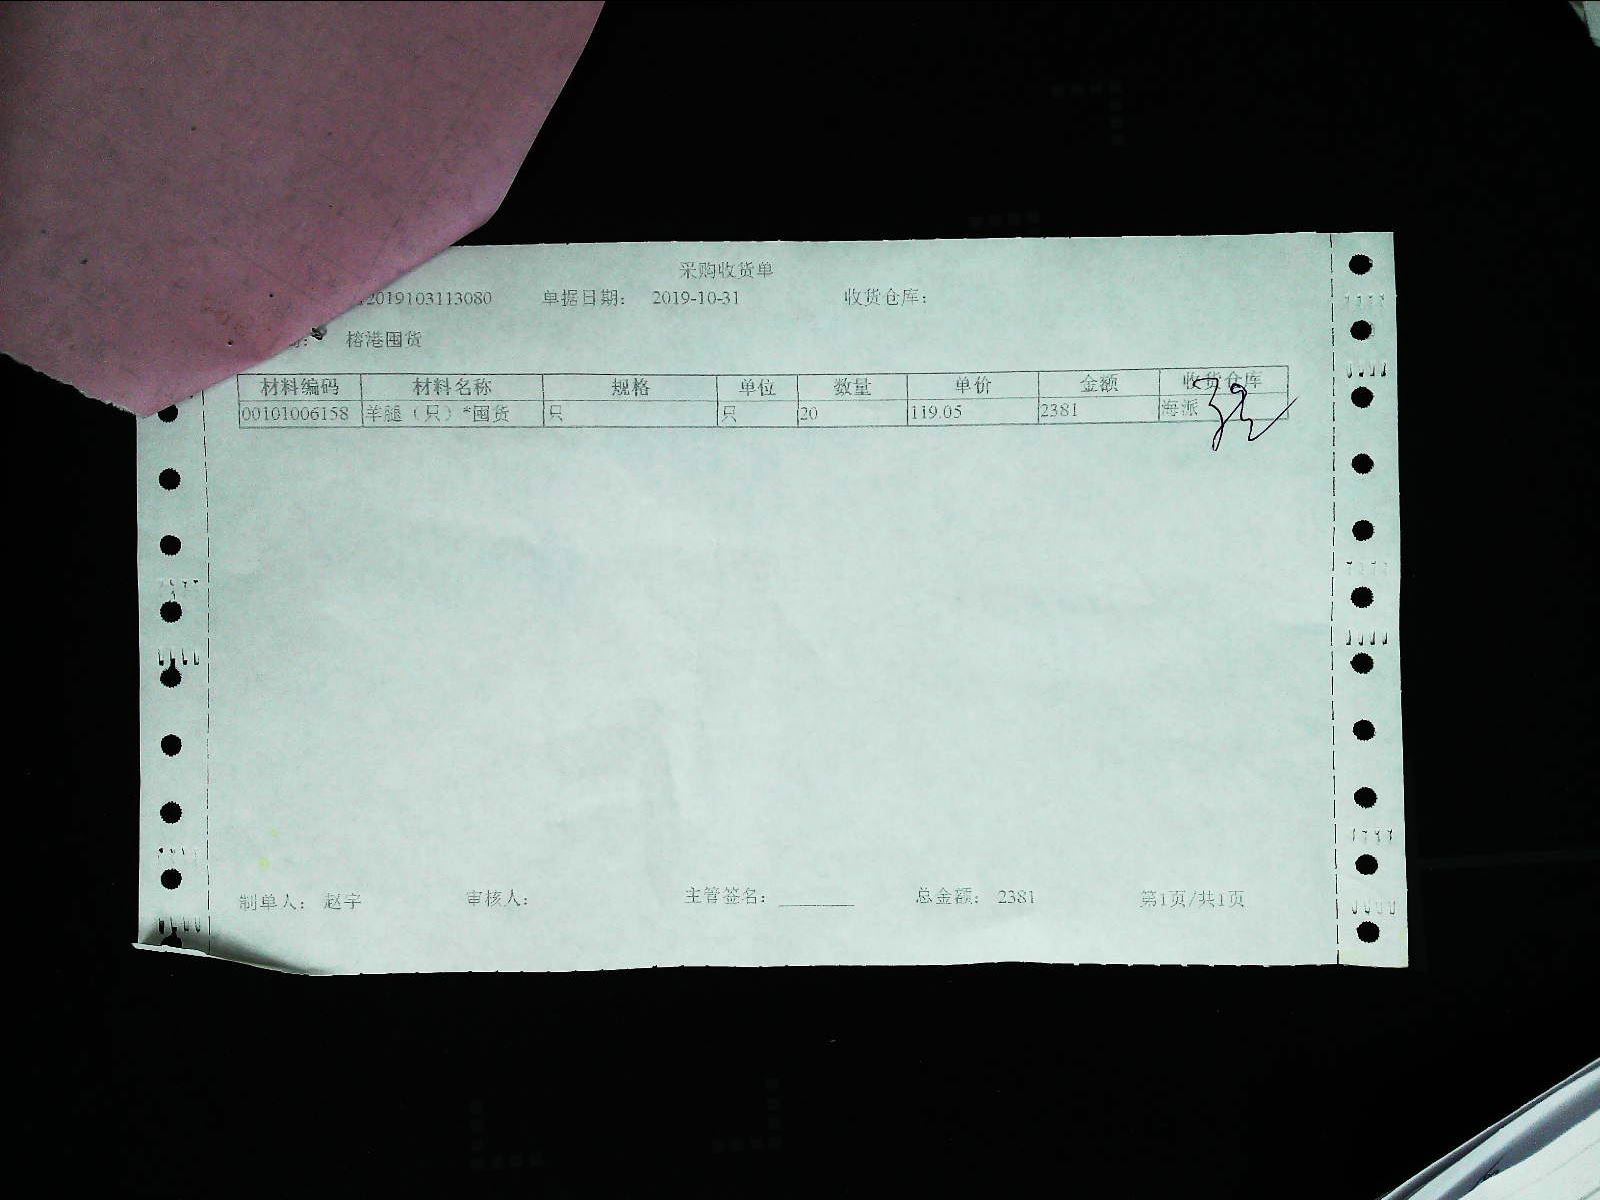 采购收货单
2019103113080 单据日期: 2019-10-31 收货仓库:
榕港囤货
材料编码 材料名称 规格 单位 数量 单价 金额 收货仓库
00101006158 羊腿（只）*囤货 只 只 20 119.05 2381 海派
制单人: 赵宇 审核人: 主管签名: 总金额: 2381 第1页/共1页